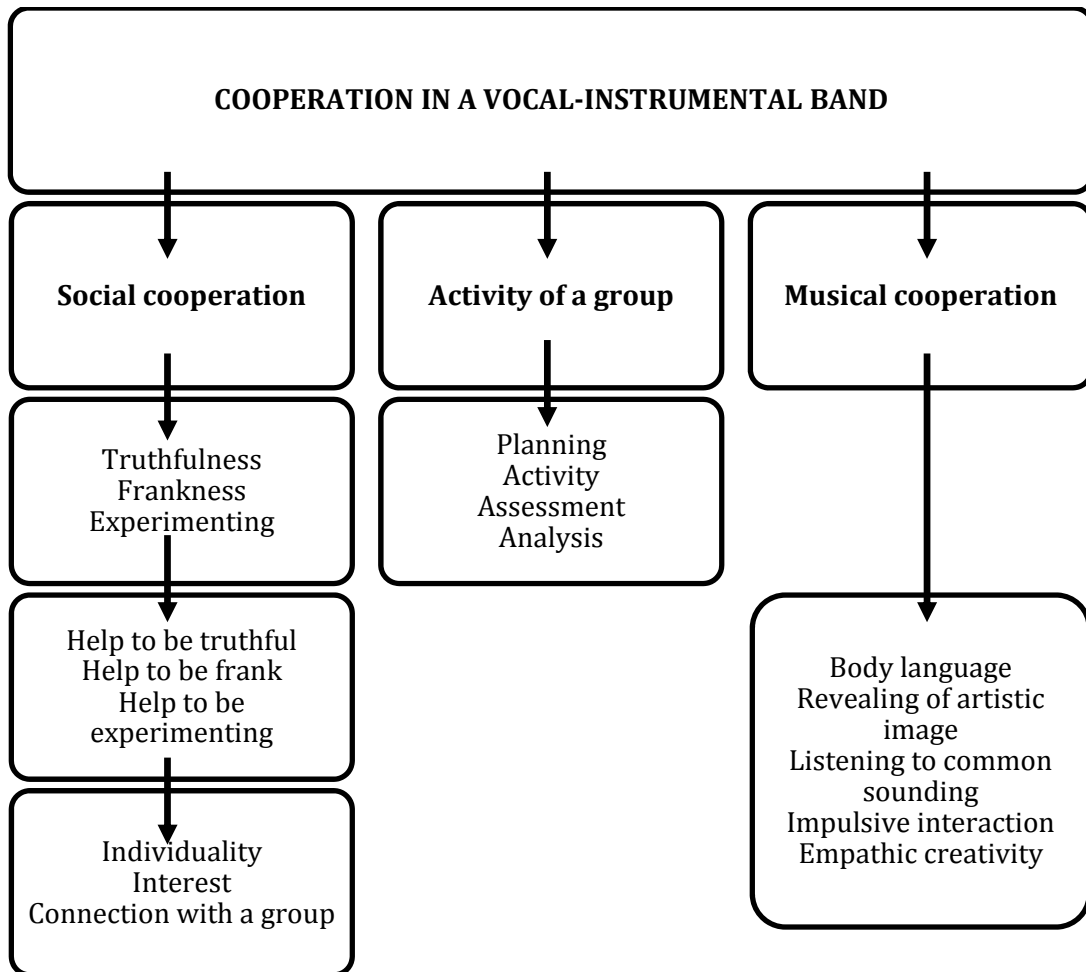 COOPERATION IN A VOCAL-INSTRUMENTAL BAND
Social cooperation
Activity of a group
Musical cooperation
Truthfulness
Frankness
Experimenting
Planning
Activity
Assessment
Analysis
Help to be truthful
Help to be frank
Help to be
experimenting
Body language
Revealing of artistic
image
Listening to common
sounding
Impulsive interaction
Empathic creativity
Individuality
Interest
Connection with a group